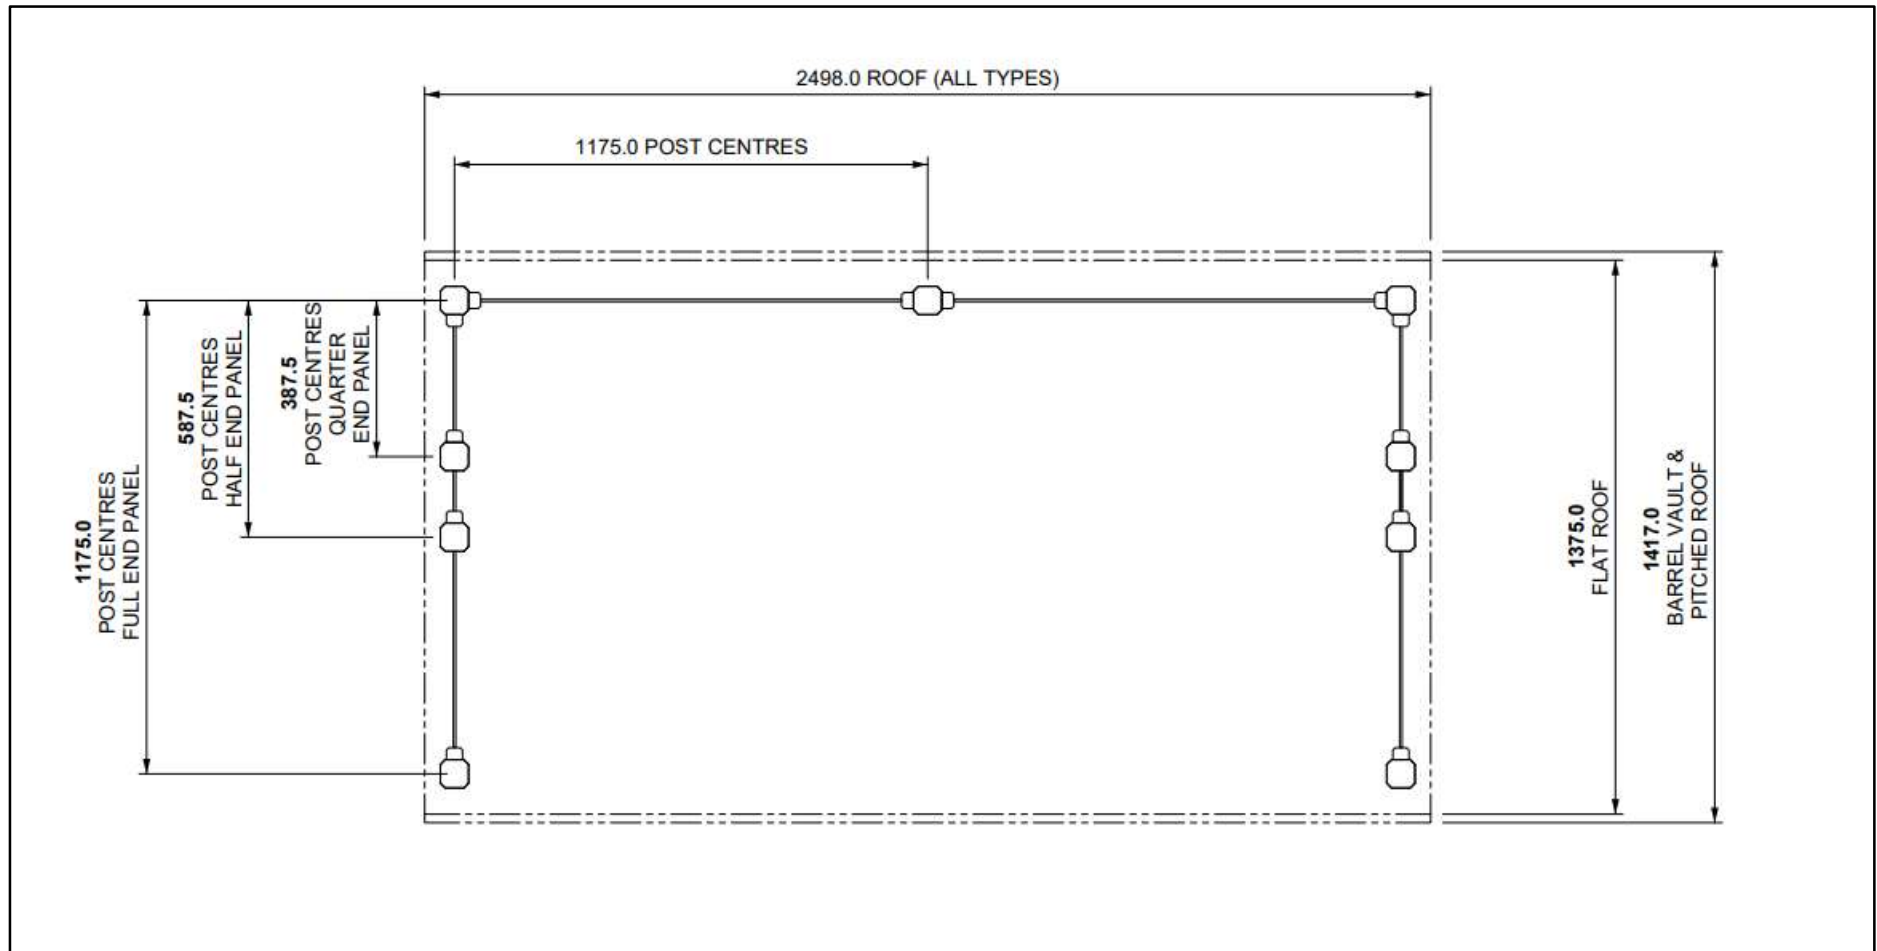 2498.0 ROOF (ALL TYPES)
1175.0 POST CENTRES
1175.0
POST CENTRES
FULL END PANEL
587.5
POST CENTRES
HALF END PANEL
387.5
POST CENTRES
QUARTER
END PANEL
1375.0
FLAT ROOF
1417.0
BARREL VAULT &
PITCHED ROOF